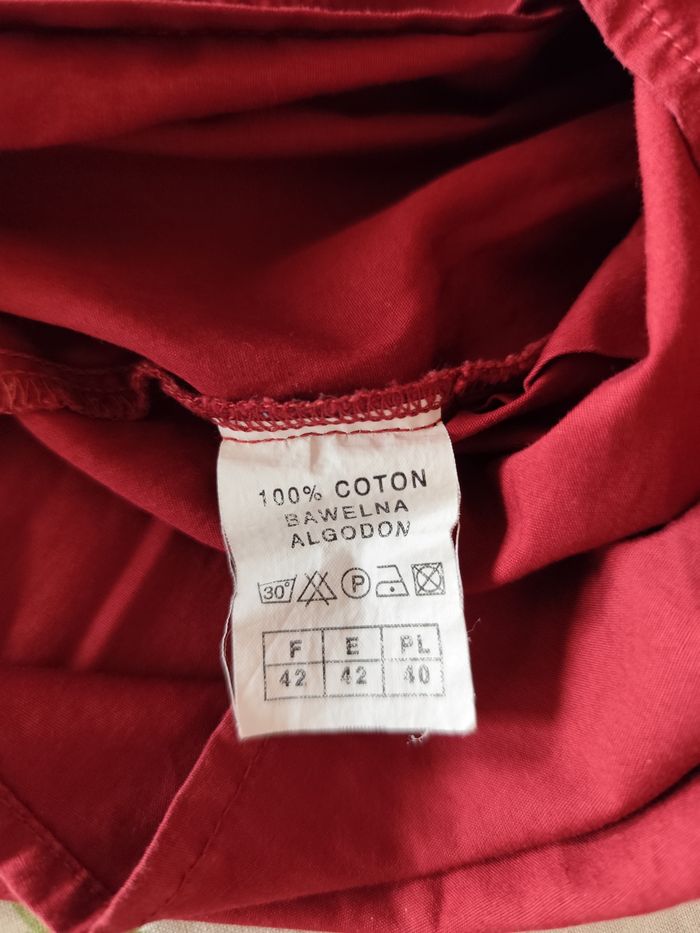 100% COTON
BAWELNA
ALGODON
30°
P
F E PL
42 42 40